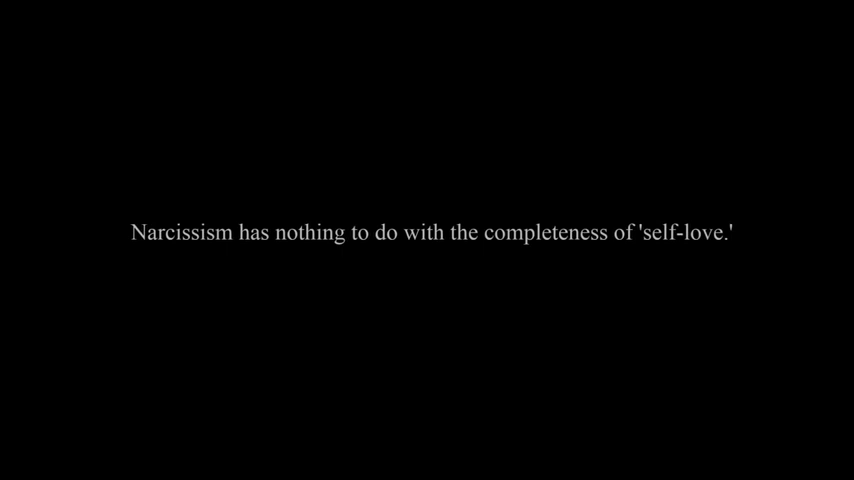 Narcissism has nothing to do with the completeness of 'self-love.'